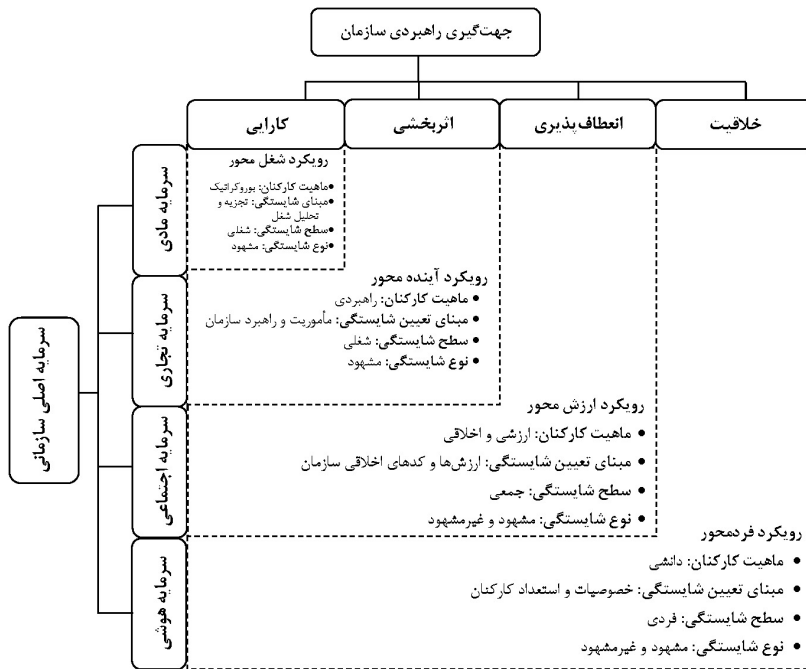 جهت‌گیری راهبردی سازمان
کارایی
اثربخشی
انعطاف‌پذیری
خلاقیت
سرمایه اصلی سازمانی
سرمایه مادی
سرمایه تجاری
سرمایه اجتماعی
سرمایه هوشی
رویکرد شغل محور
•ماهیت کارکنان: بوروکراتیک
•مبنای شایستگی: تجزیه و
تحلیل شغل
•سطح شایستگی: شغلی
•نوع شایستگی: مشهود
رویکرد آینده محور
• ماهیت کارکنان: راهبردی
• مبنای تعیین شایستگی: مأموریت و راهبرد سازمان
• سطح شایستگی: شغلی
• نوع شایستگی: مشهود
رویکرد ارزش محور
• ماهیت کارکنان: ارزشی و اخلاقی
• مبنای تعیین شایستگی: ارزش‌ها و کدهای اخلاقی سازمان
• سطح شایستگی: جمعی
• نوع شایستگی: مشهود و غیرمشهود
رویکرد فردمحور
• ماهیت کارکنان: دانشی
• مبنای تعیین شایستگی: خصوصیات و استعداد کارکنان
• سطح شایستگی: فردی
• نوع شایستگی: مشهود و غیرمشهود